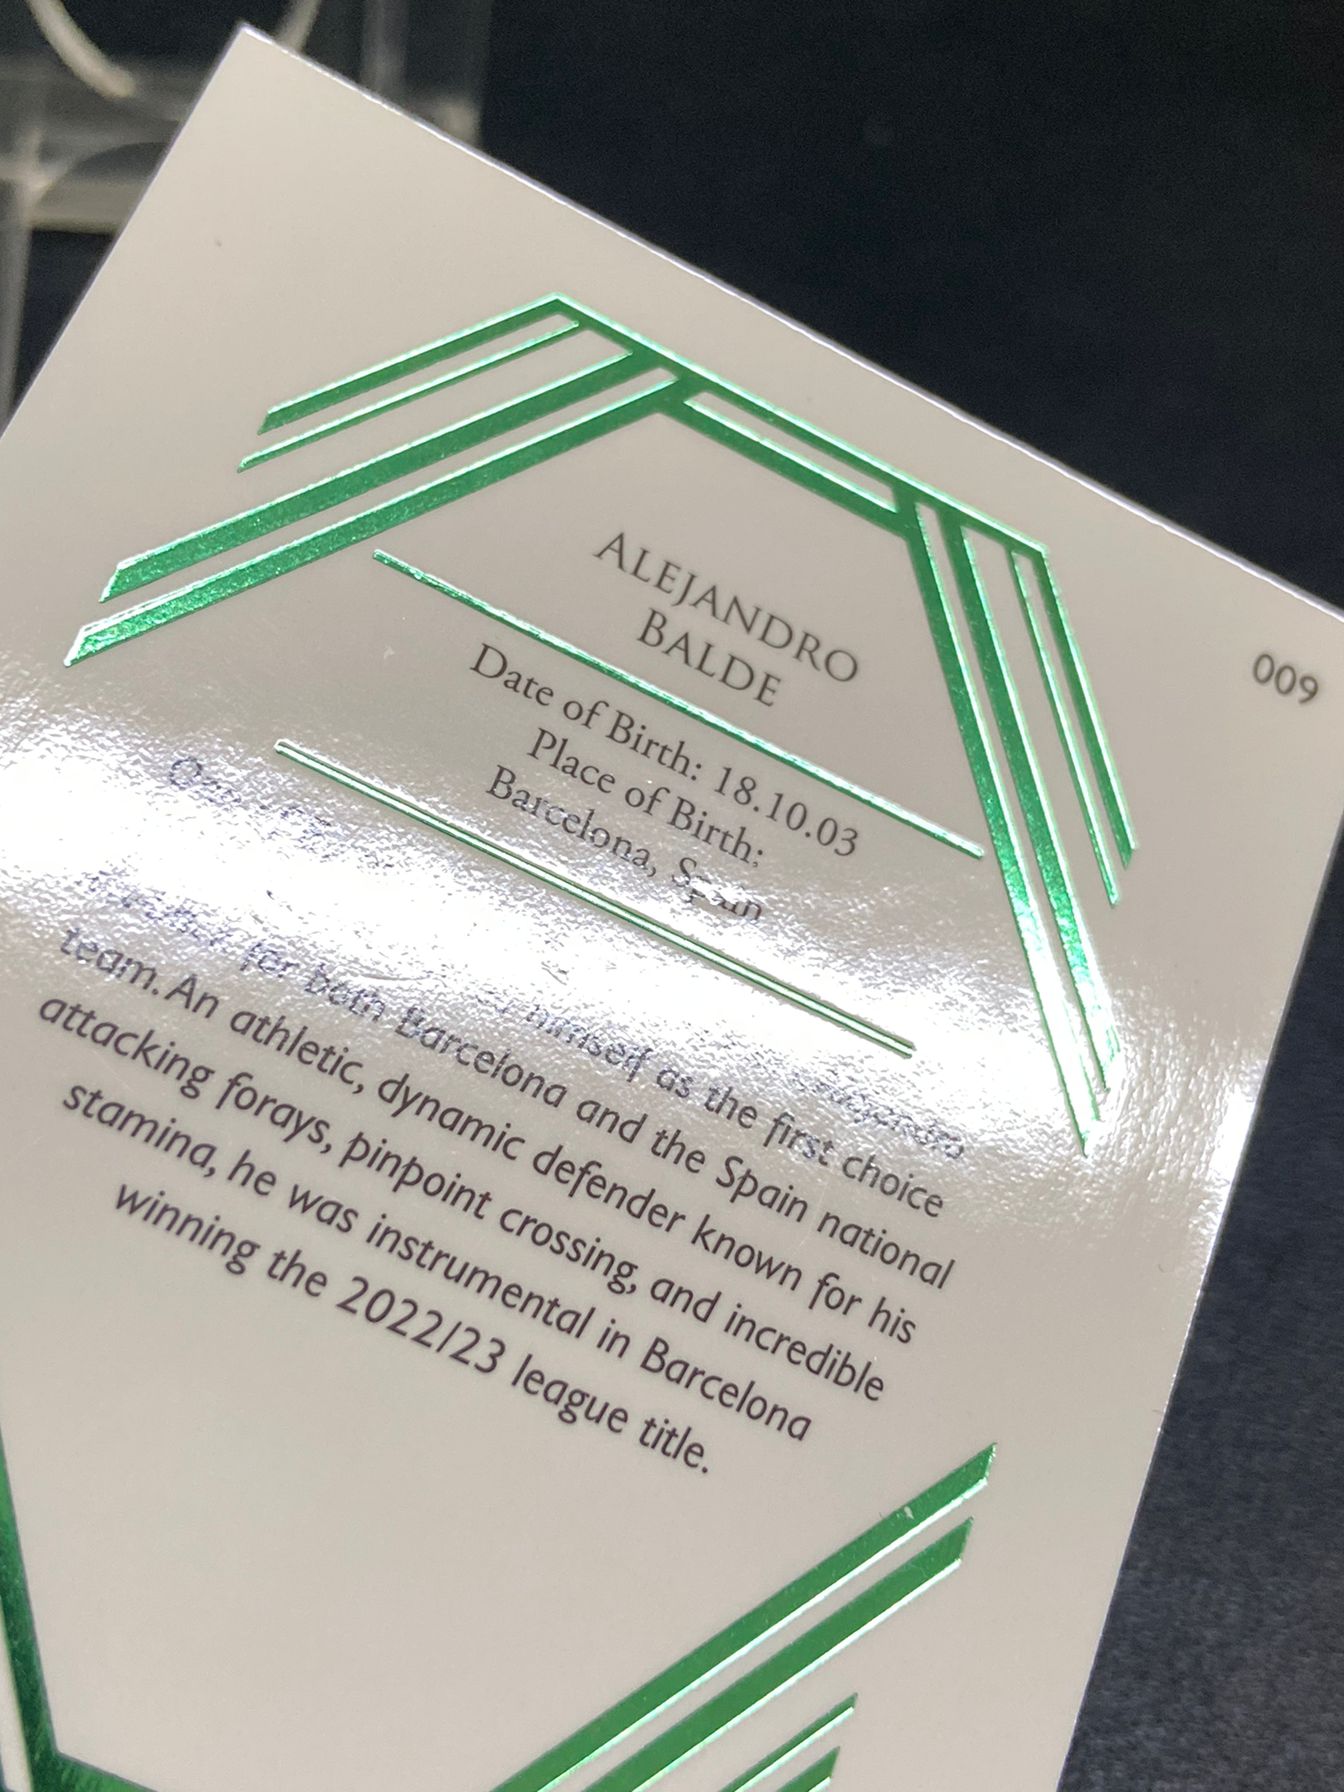 009
ALEJANDRO
BALDE
Date of Birth: 18.10.03
Place of Birth:
Barcelona, Spain
himself as the first choice
for both Barcelona and the Spain national
team. An athletic, dynamic defender known for his
attacking forays, pinpoint crossing, and incredible
stamina, he was instrumental in Barcelona
winning the 2022/23 league title.